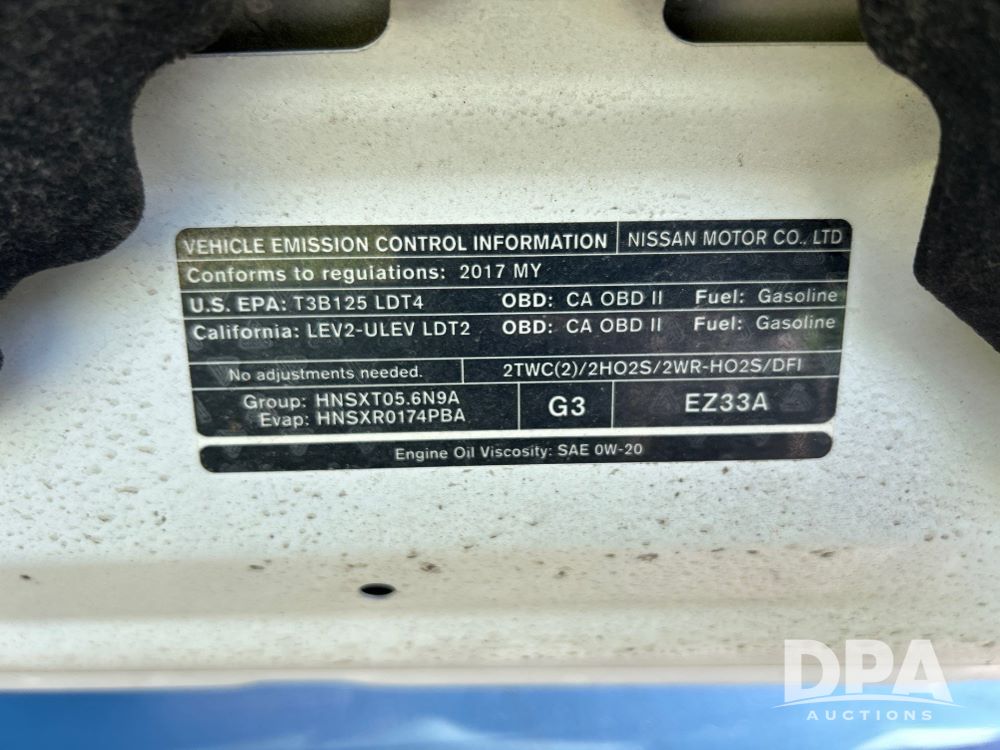 VEHICLE EMISSION CONTROL INFORMATION NISSAN MOTOR CO., LTD
Conforms to regulations: 2017 MY
U.S. EPA: T3B125 LDT4 OBD: CA OBD II Fuel: Gasoline
California: LEV2-ULEV LDT2 OBD: CA OBD II Fuel: Gasoline
No adjustments needed. 2TWC(2)/2HO2S/2WR-HO2S/DFI
Group: HNSXT05.6N9A
Evap: HNSXR0174PBA
G3 EZ33A
Engine Oil Viscosity: SAE 0W-20
DPA
AUCTIONS